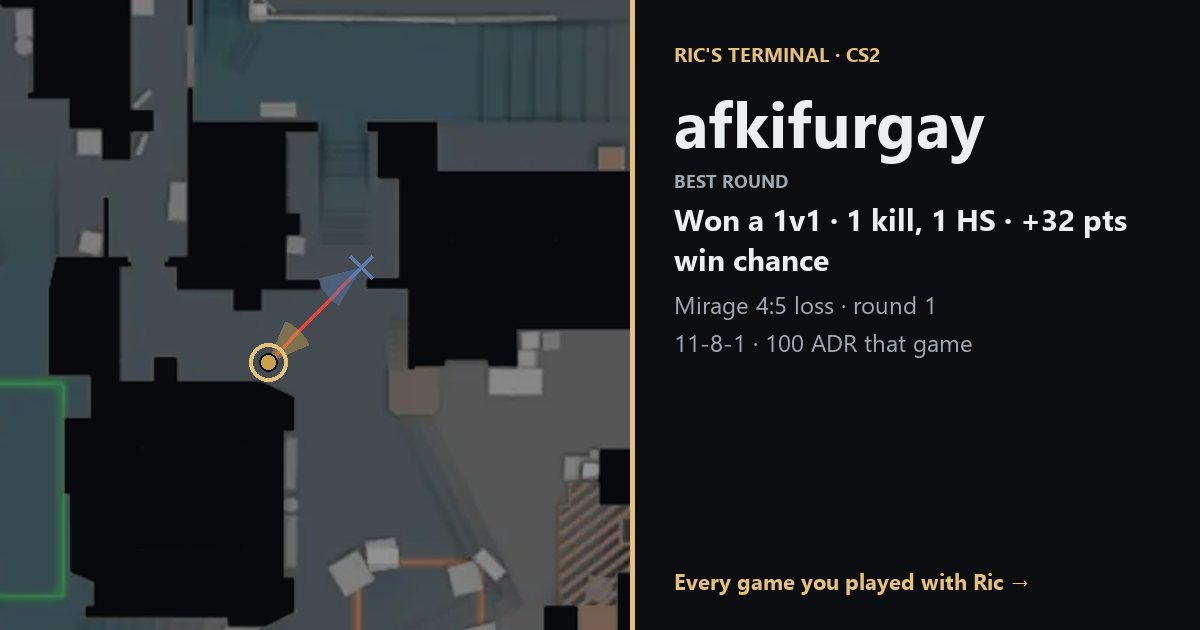 RIC'S TERMINAL · CS2
afkifurgay
BEST ROUND
Won a 1v1 · 1 kill, 1 HS · +32 pts
win chance
Mirage 4:5 loss · round 1
11-8-1 · 100 ADR that game
Every game you played with Ric →